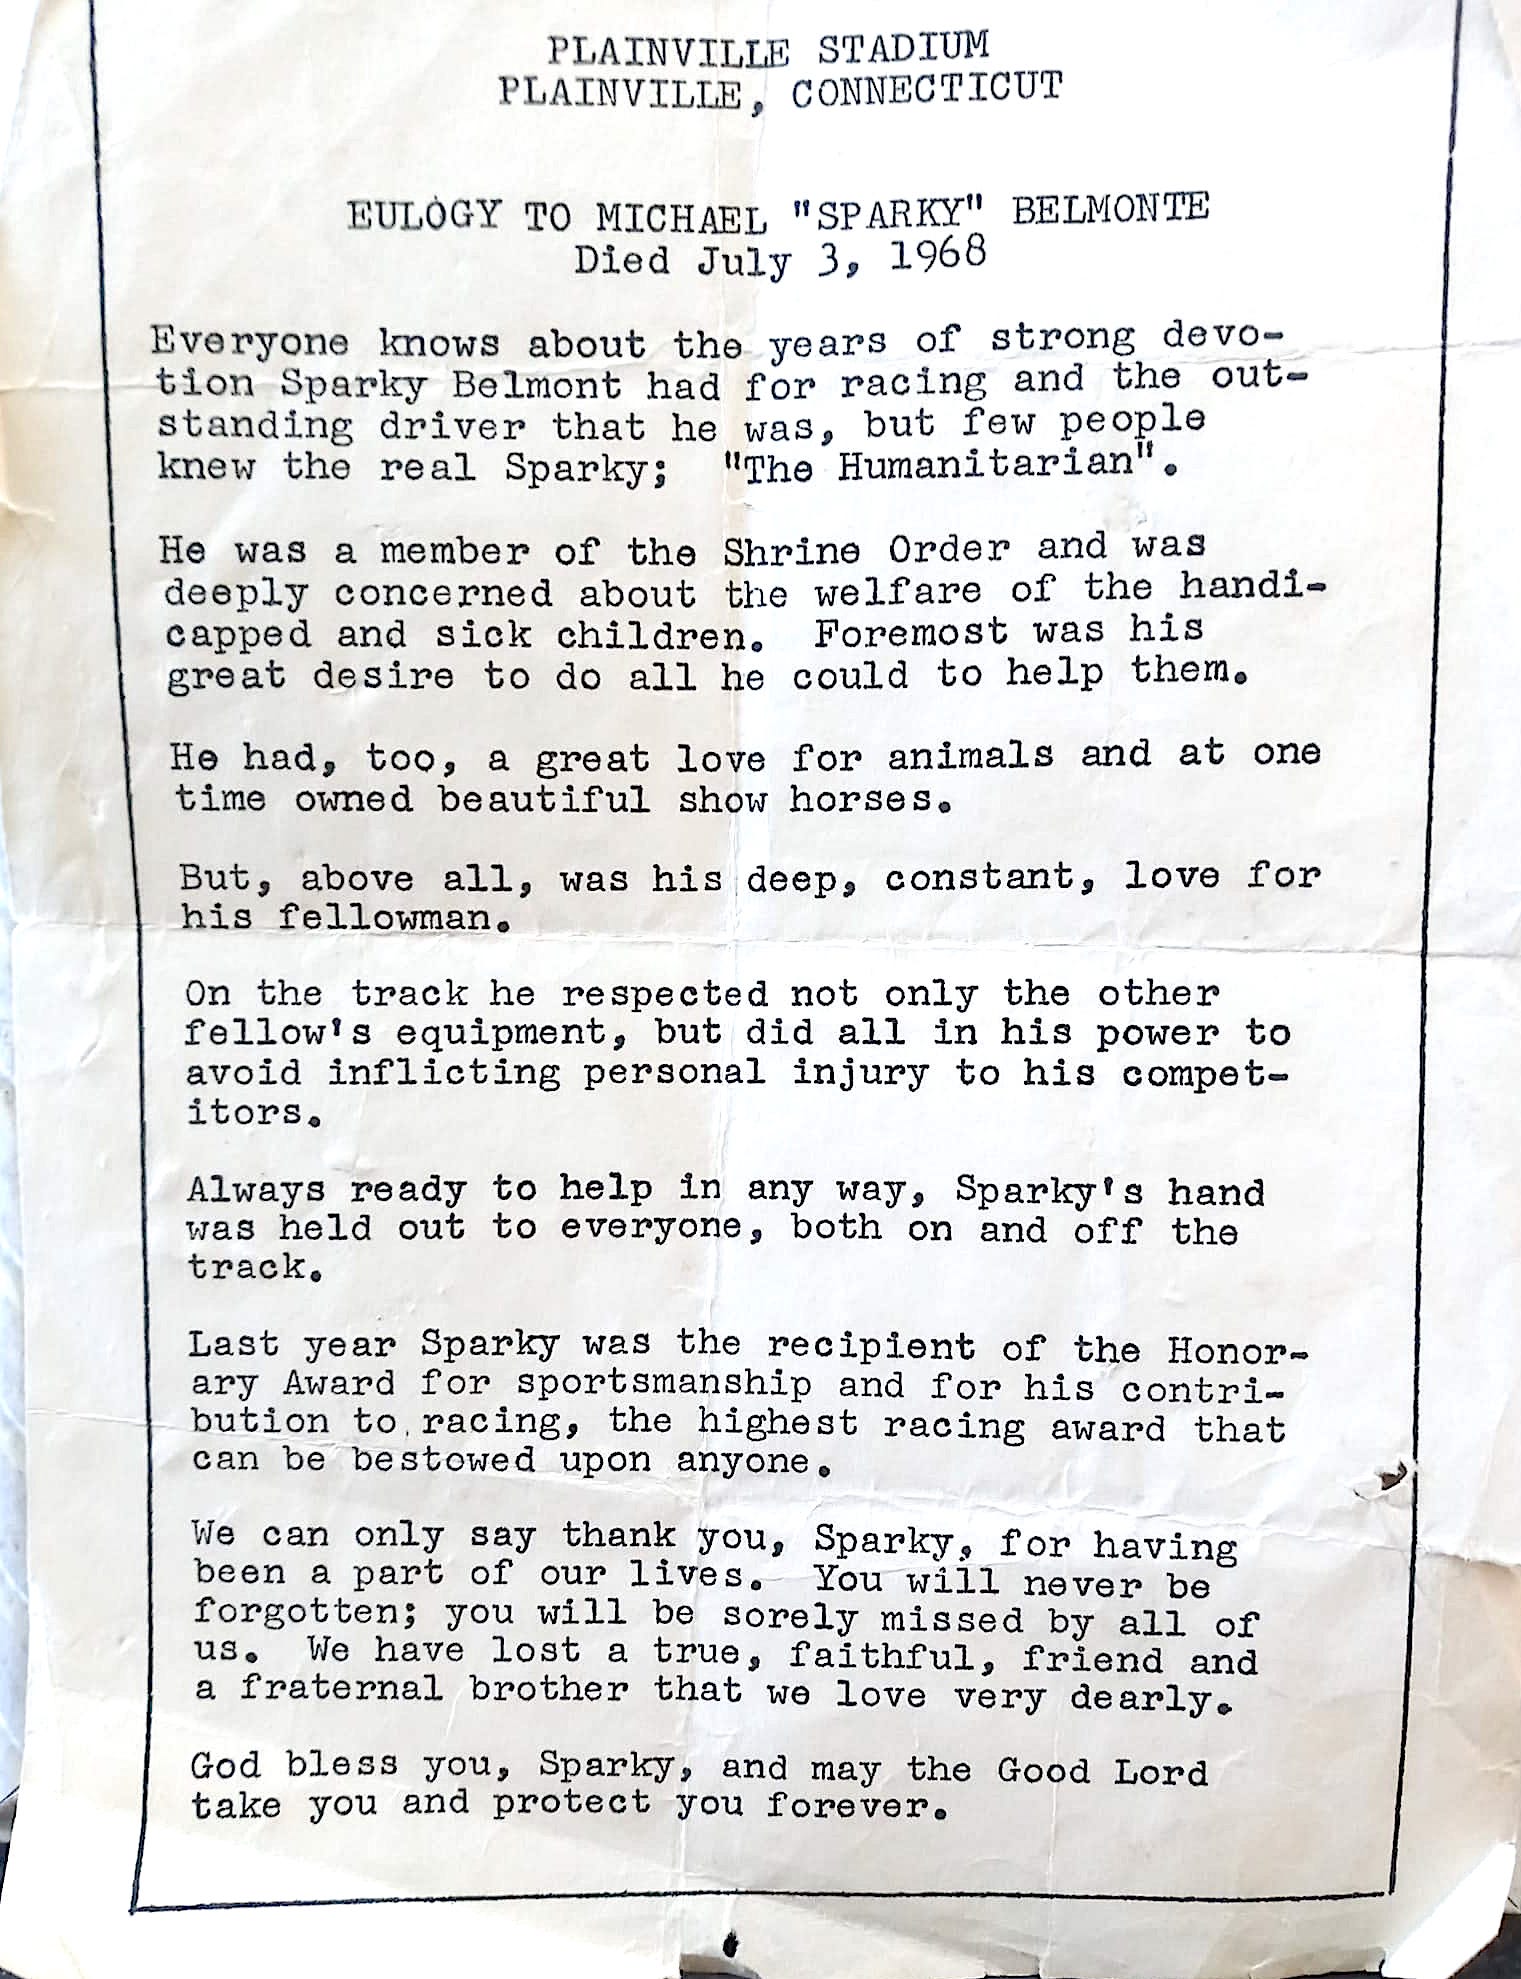 PLAINVILLE STADIUM
PLAINVILLE, CONNECTICUT
EULOGY TO MICHAEL "SPARKY" BELMONTE
Died July 3, 1968
Everyone knows about the years of strong devo-
tion Sparky Belmont had for racing and the out-
standing driver that he was, but few people
knew the real Sparky; "The Humanitarian".
He was a member of the Shrine Order and was
deeply concerned about the welfare of the handi-
capped and sick children. Foremost was his
great desire to do all he could to help them.
He had, too, a great love for animals and at one
time owned beautiful show horses.
But, above all, was his deep, constant, love for
his fellowman.
On the track he respected not only the other
fellow's equipment, but did all in his power to
avoid inflicting personal injury to his compet-
itors.
Always ready to help in any way, Sparky's hand
was held out to everyone, both on and off the
track.
Last year Sparky was the recipient of the Honor-
ary Award for sportsmanship and for his contri-
bution to racing, the highest racing award that
can be bestowed upon anyone.
We can only say thank you, Sparky, for having
been a part of our lives. You will never be
forgotten; you will be sorely missed by all of
us. We have lost a true, faithful, friend and
a fraternal brother that we love very dearly.
God bless you, Sparky, and may the Good Lord
take you and protect you forever.